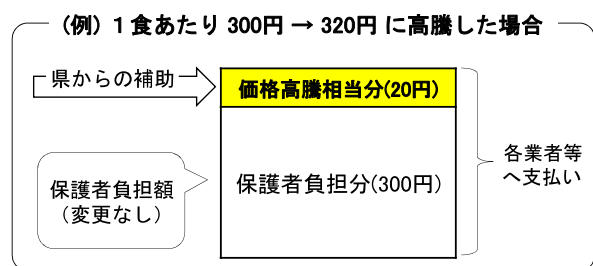 (例) 1食あたり 300円 → 320円 に高騰した場合
県からの補助
価格高騰相当分(20円)
保護者負担額
(変更なし)
保護者負担分(300円)
各業者等
へ支払い